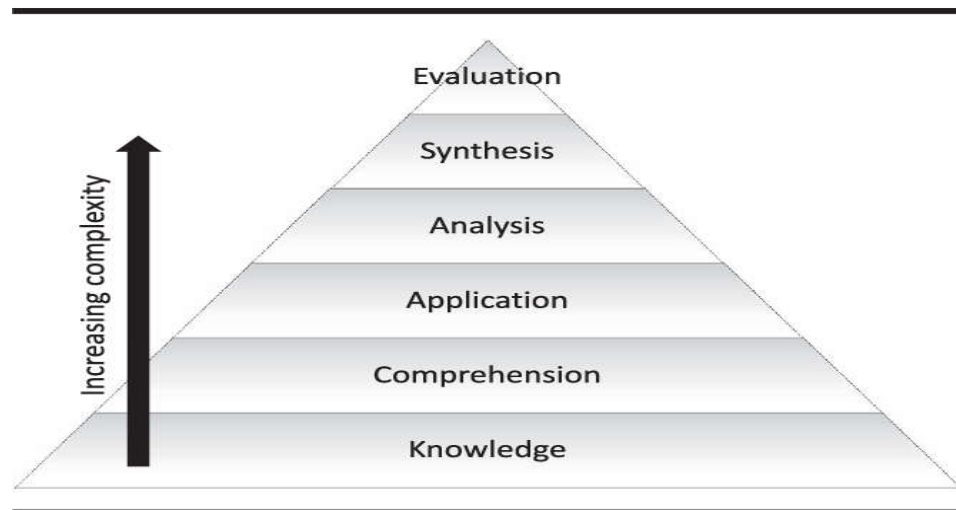 Evaluation
Synthesis
Analysis
Application
Comprehension
Knowledge
Increasing complexity